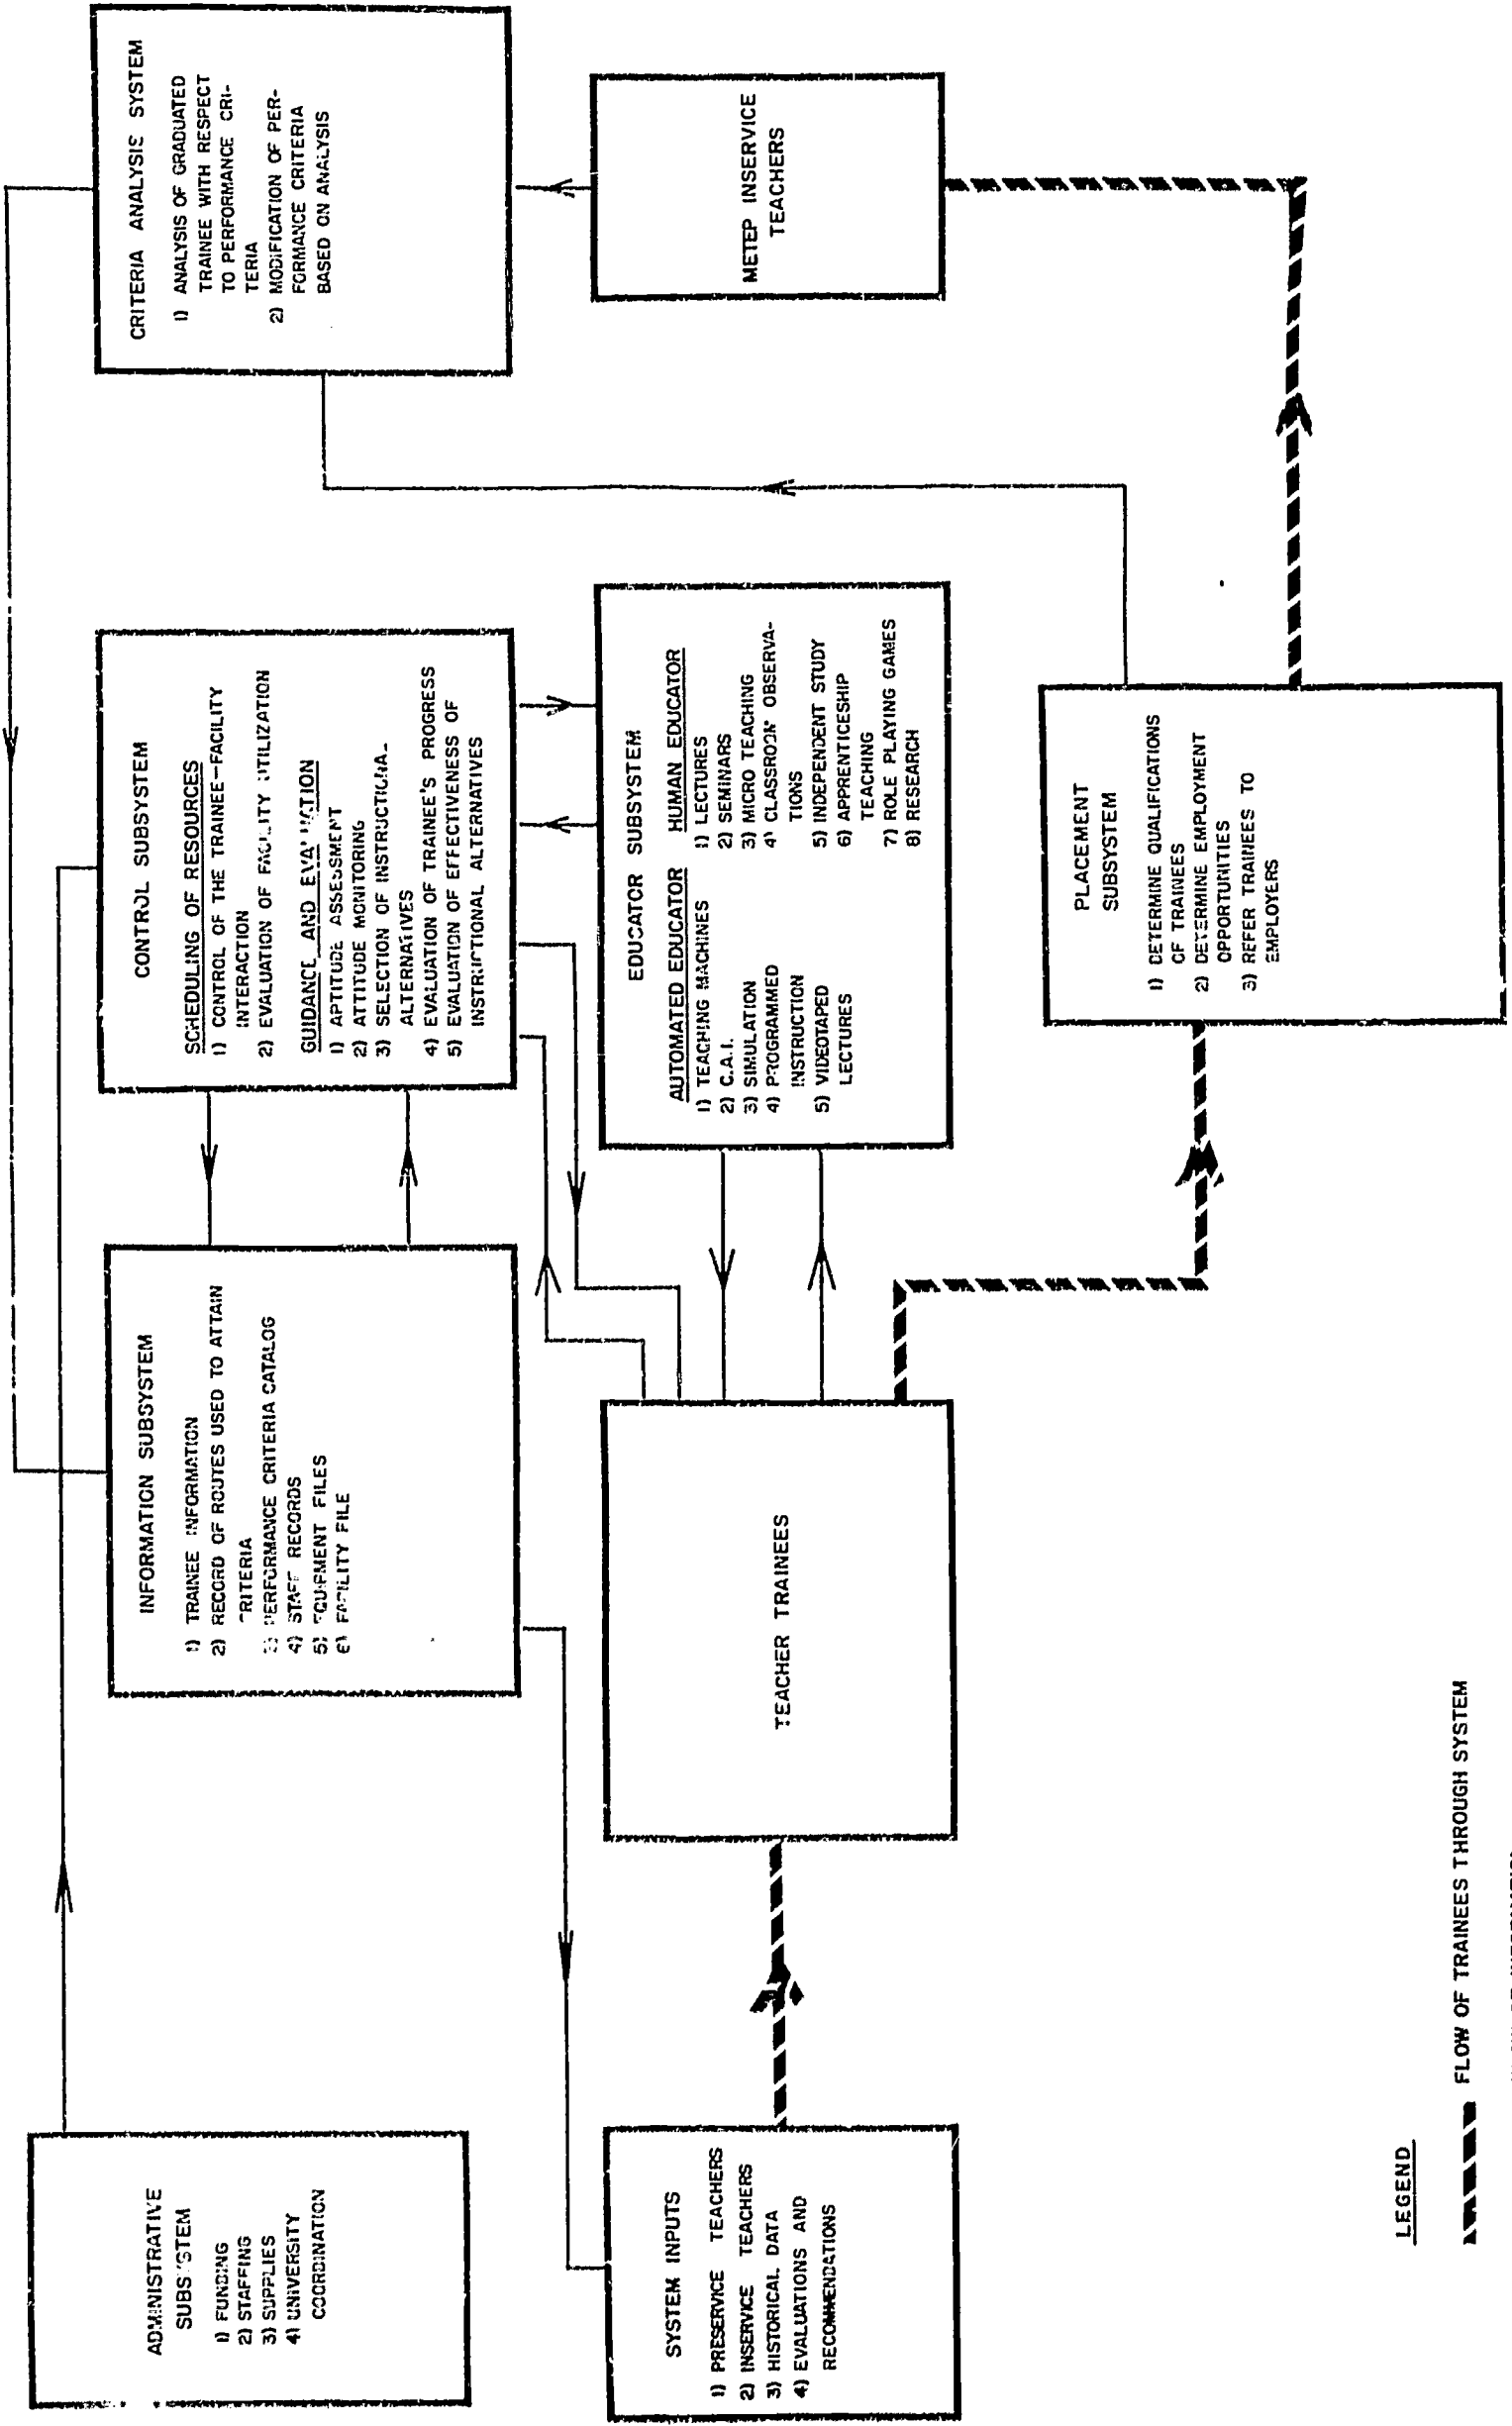 ADMINISTRATIVE
SUBSYSTEM
1) FUNDING
2) STAFFING
3) SUPPLIES
4) UNIVERSITY
COORDINATION
INFORMATION SUBSYSTEM
1) TRAINEE INFORMATION
2) RECORD OF ROUTES USED TO ATTAIN
CRITERIA
3) PERFORMANCE CRITERIA CATALOG
4) STAFF RECORDS
5) EQUIPMENT FILES
6) FACILITY FILE
CONTROL SUBSYSTEM
SCHEDULING OF RESOURCES
1) CONTROL OF THE TRAINEE-FACILITY
INTERACTION
2) EVALUATION OF FACILITY UTILIZATION
GUIDANCE AND EVALUATION
1) APTITUDE ASSESSMENT
2) ATTITUDE MONITORING
3) SELECTION OF INSTRUCTIONAL
ALTERNATIVES
4) EVALUATION OF TRAINEE'S PROGRESS
5) EVALUATION OF EFFECTIVENESS OF
INSTRUCTIONAL ALTERNATIVES
CRITERIA ANALYSIS SYSTEM
1) ANALYSIS OF GRADUATED
TRAINEE WITH RESPECT
TO PERFORMANCE CRI-
TERIA
2) MODIFICATION OF PER-
FORMANCE CRITERIA
BASED ON ANALYSIS
SYSTEM INPUTS
1) PRESERVICE TEACHERS
2) INSERVICE TEACHERS
3) HISTORICAL DATA
4) EVALUATIONS AND
RECOMMENDATIONS
TEACHER TRAINEES
EDUCATOR SUBSYSTEM
AUTOMATED EDUCATOR
1) TEACHING MACHINES
2) C.A.I.
3) SIMULATION
4) PROGRAMMED
INSTRUCTION
5) VIDEOTAPED
LECTURES
HUMAN EDUCATOR
1) LECTURES
2) SEMINARS
3) MICRO TEACHING
4) CLASSROOM OBSERVA-
TIONS
5) INDEPENDENT STUDY
6) APPRENTICESHIP
TEACHING
7) ROLE PLAYING GAMES
8) RESEARCH
METEP INSERVICE
TEACHERS
PLACEMENT
SUBSYSTEM
1) DETERMINE QUALIFICATIONS
OF TRAINEES
2) DETERMINE EMPLOYMENT
OPPORTUNITIES
3) REFER TRAINEES TO
EMPLOYERS
LEGEND
FLOW OF TRAINEES THROUGH SYSTEM